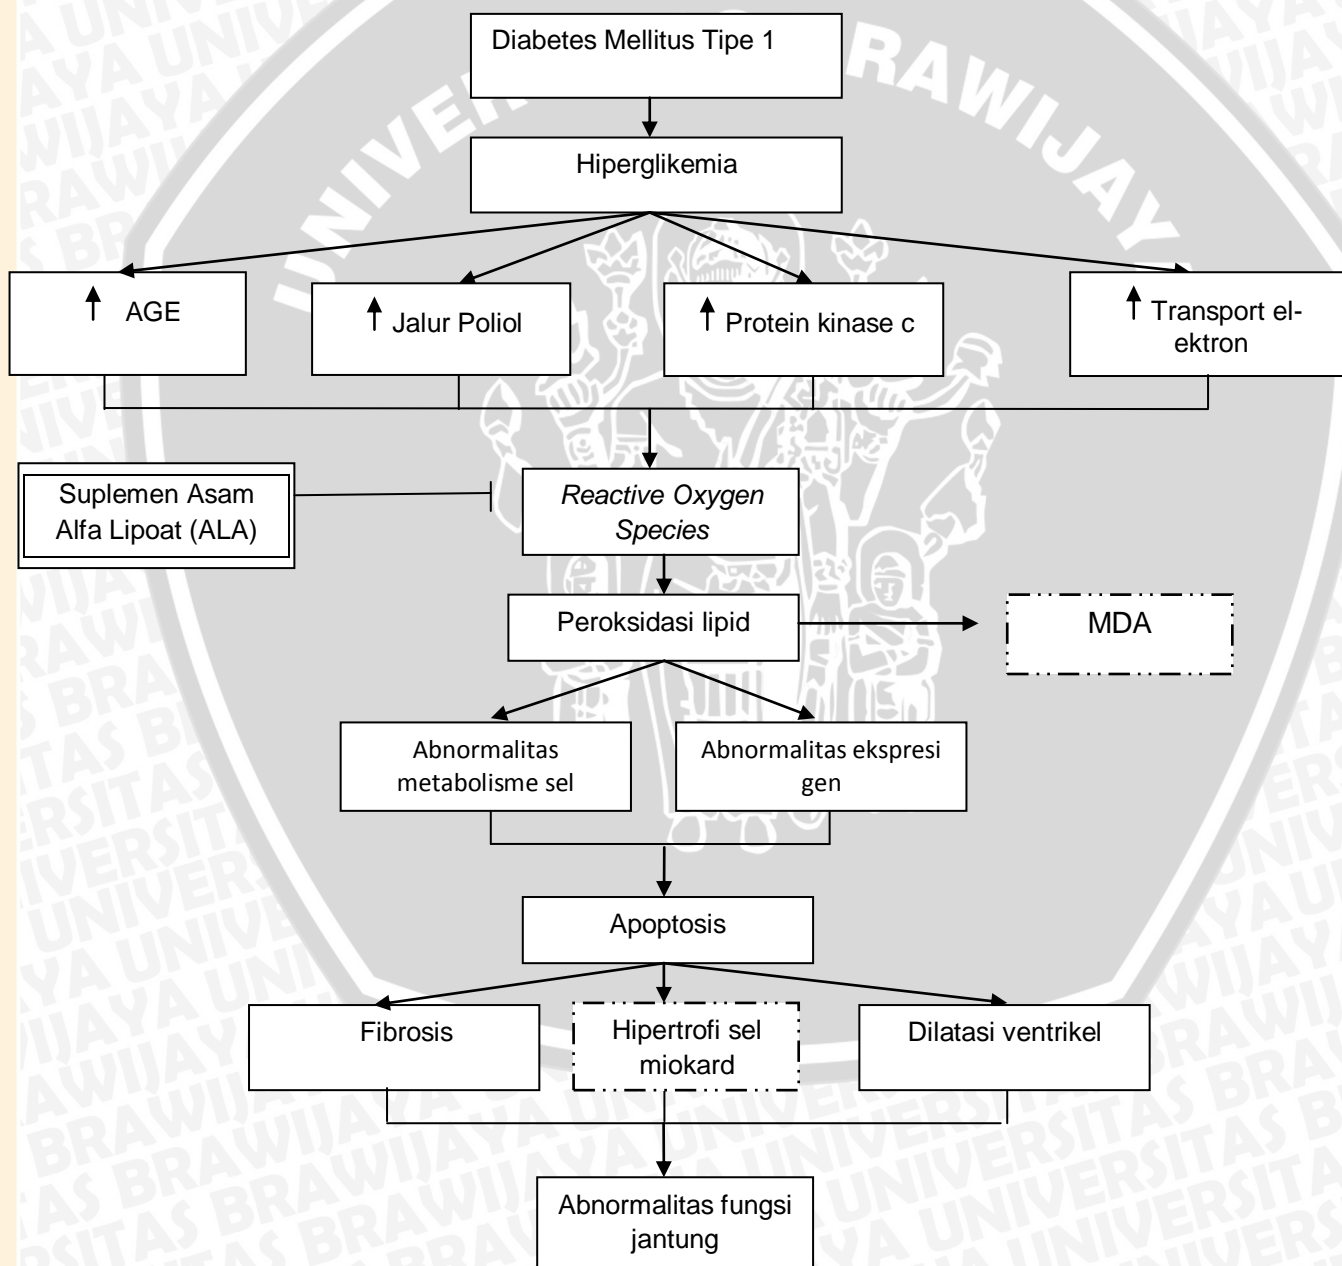 Diabetes Mellitus Tipe 1
Hiperglikemia
AGE
Jalur Poliol
Protein kinase c
Transport el-
ektron
Suplemen Asam
Alfa Lipoat (ALA)
Reactive Oxygen
Species
Peroksidasi lipid
MDA
Abnormalitas
metabolisme sel
Abnormalitas ekspresi
gen
Apoptosis
Fibrosis
Hipertrofi sel
miokard
Dilatasi ventrikel
Abnormalitas fungsi
jantung